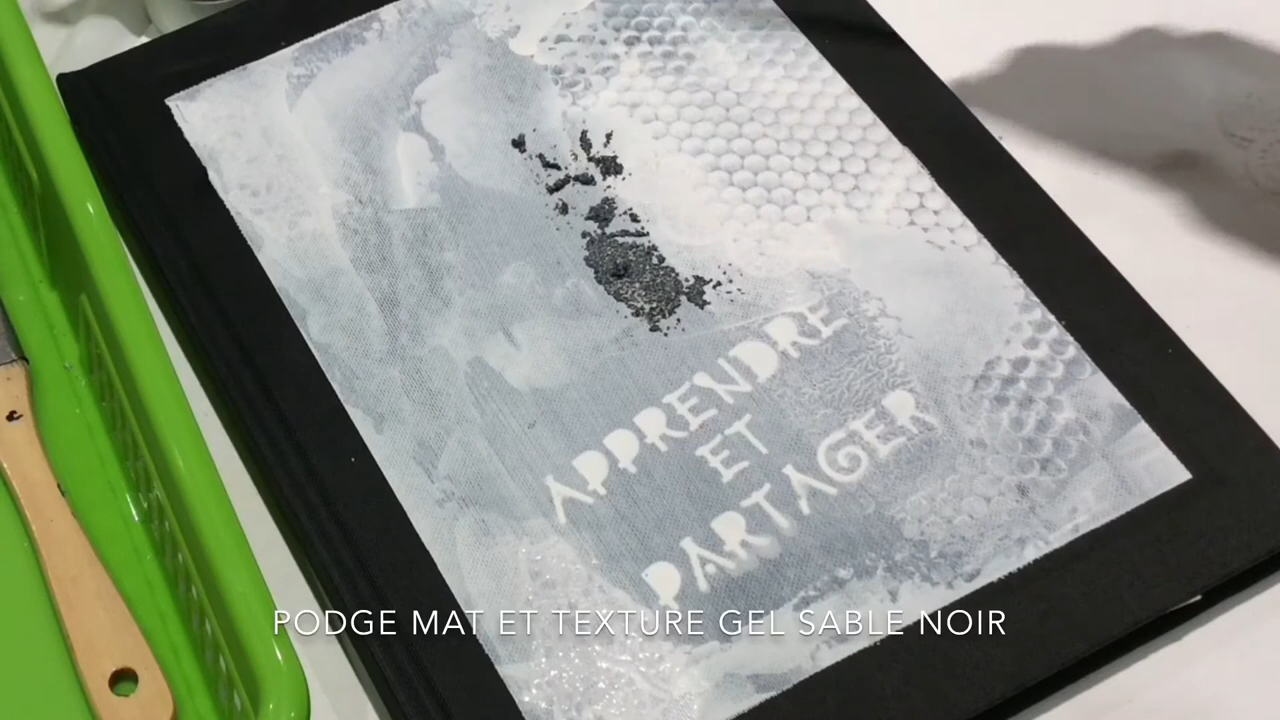 APPRENDRE
ET
PARTAGER
PODGE MAT ET TEXTURE GEL SABLE NOIR